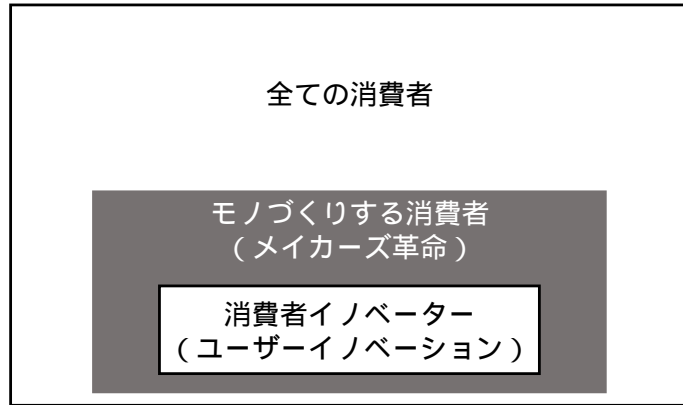 全ての消費者
モノづくりする消費者
（メイカーズ革命）
消費者イノベーター
（ユーザーイノベーション）